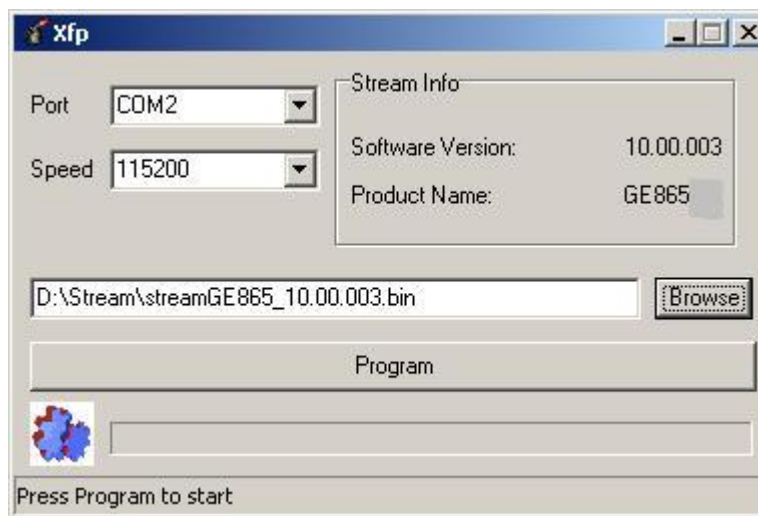 Xfp
Port COM2
Speed 115200
Stream Info
Software Version: 10.00.003
Product Name: GE865
D:\Stream\streamGE865_10.00.003.bin Browse
Program
Press Program to start